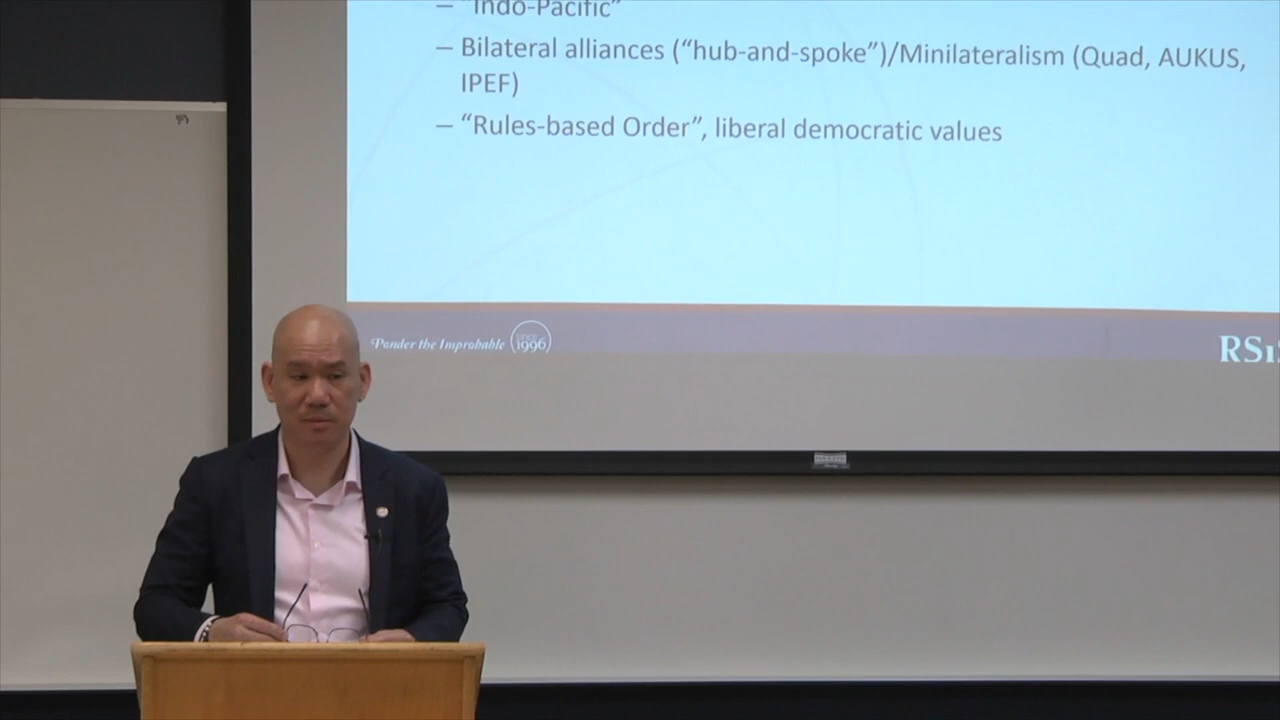 – "Indo-Pacific"
– Bilateral alliances ("hub-and-spoke")/Minilateralism (Quad, AUKUS,
IPEF)
– "Rules-based Order", liberal democratic values
Ponder the Improbable
SINCE
1996
RSiS